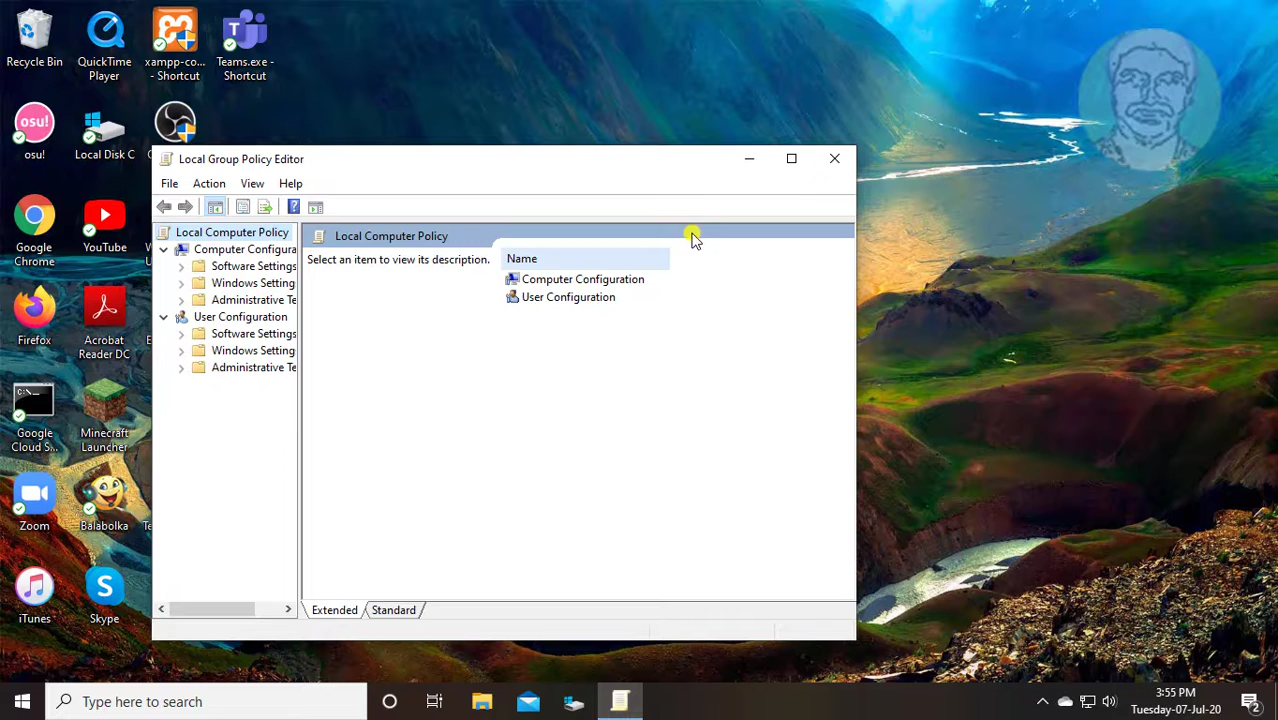 Recycle Bin
QuickTime
Player
xampp-co...
- Shortcut
Teams.exe -
Shortcut
osu!
osu!
Local Disk C
Google
Chrome
YouTube
Firefox
Acrobat
Reader DC
C:\...
Google
Cloud S...
Minecraft
Launcher
Zoom
Balabolka
iTunes
Skype
Local Group Policy Editor
File
Action
View
Help
Local Computer Policy
Computer Configura
Software Settings
Windows Setting
Administrative Te
User Configuration
Software Settings
Windows Setting
Administrative Te
Local Computer Policy
Select an item to view its description.
Name
Computer Configuration
User Configuration
Extended
Standard
Type here to search
3:55 PM
Tuesday-07-Jul-20
2